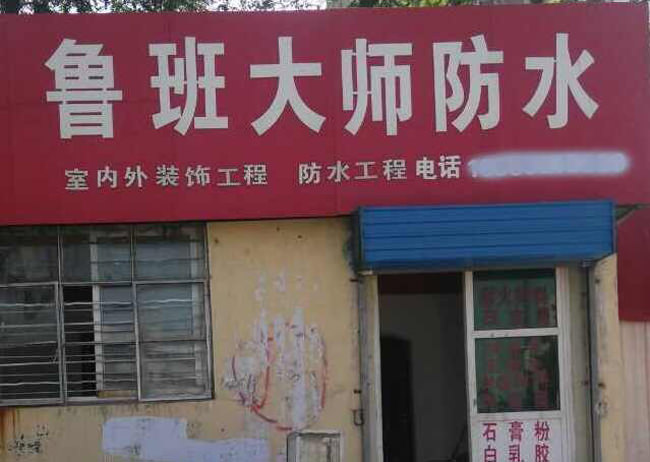 鲁班大师防水
室内外装饰工程 防水工程 电话
石膏粉
白乳胶